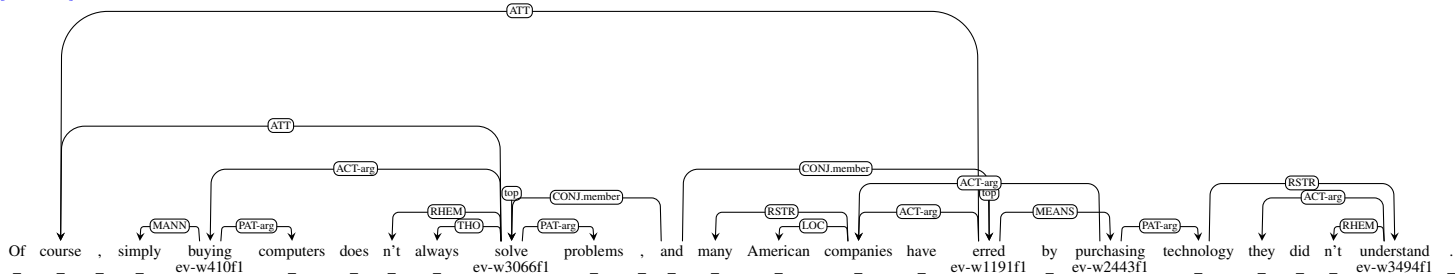 ATT
ATT
ACT-arg CONJ.member
top CONJ.member ACT-arg top RSTR
RHEM RSTR ACT-arg MEANS ACT-arg
MANN PAT-arg THO PAT-arg LOC PAT-arg RHEM
Of course , simply buying computers does n't always solve problems , and many American companies have erred by purchasing technology they did n't understand .
_ _ _ _ ev-w410f1 _ _ _ _ ev-w3066f1 _ _ _ _ _ _ _ ev-w1191f1 _ ev-w2443f1 _ _ _ _ ev-w3494f1 _